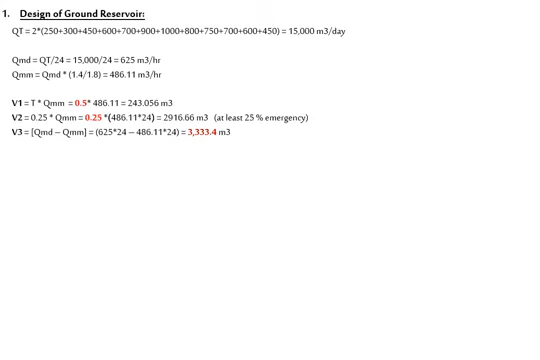 1. Design of Ground Reservoir:
QT = 2*(250+300+450+600+700+900+1000+800+750+700+600+450) = 15,000 m3/day
Qmd = QT/24 = 15,000/24 = 625 m3/hr
Qmm = Qmd * (1.4/1.8) = 486.11 m3/hr
V1 = T * Qmm = 0.5* 486.11 = 243.056 m3
V2 = 0.25 * Qmm = 0.25 *(486.11*24) = 2916.66 m3 (at least 25 % emergency)
V3 = [Qmd – Qmm] = (625*24 – 486.11*24) = 3,333.4 m3